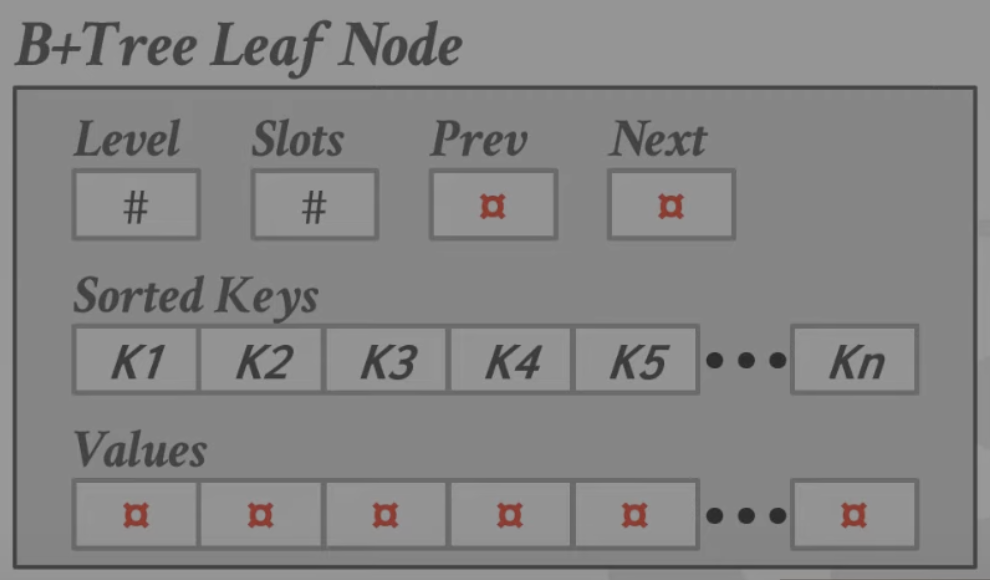 B+Tree Leaf Node
Level Slots Prev Next
# # ¤ ¤
Sorted Keys
K1 K2 K3 K4 K5 ••• Kn
Values
¤ ¤ ¤ ¤ ¤ ••• ¤